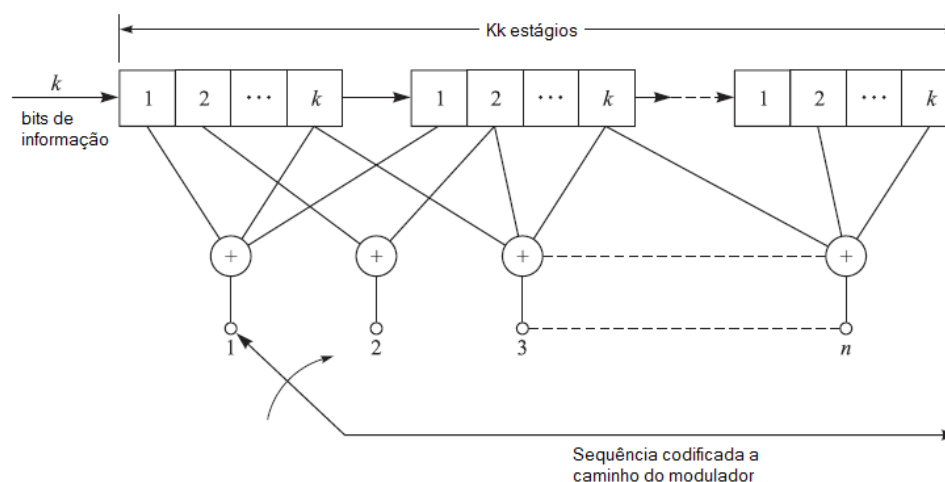 Kk estágios
k
bits de
informação
1 2 ... k
1 2 ... k
1 2 ... k
+ + + +
1 2 3 n
Sequência codificada a
caminho do modulador